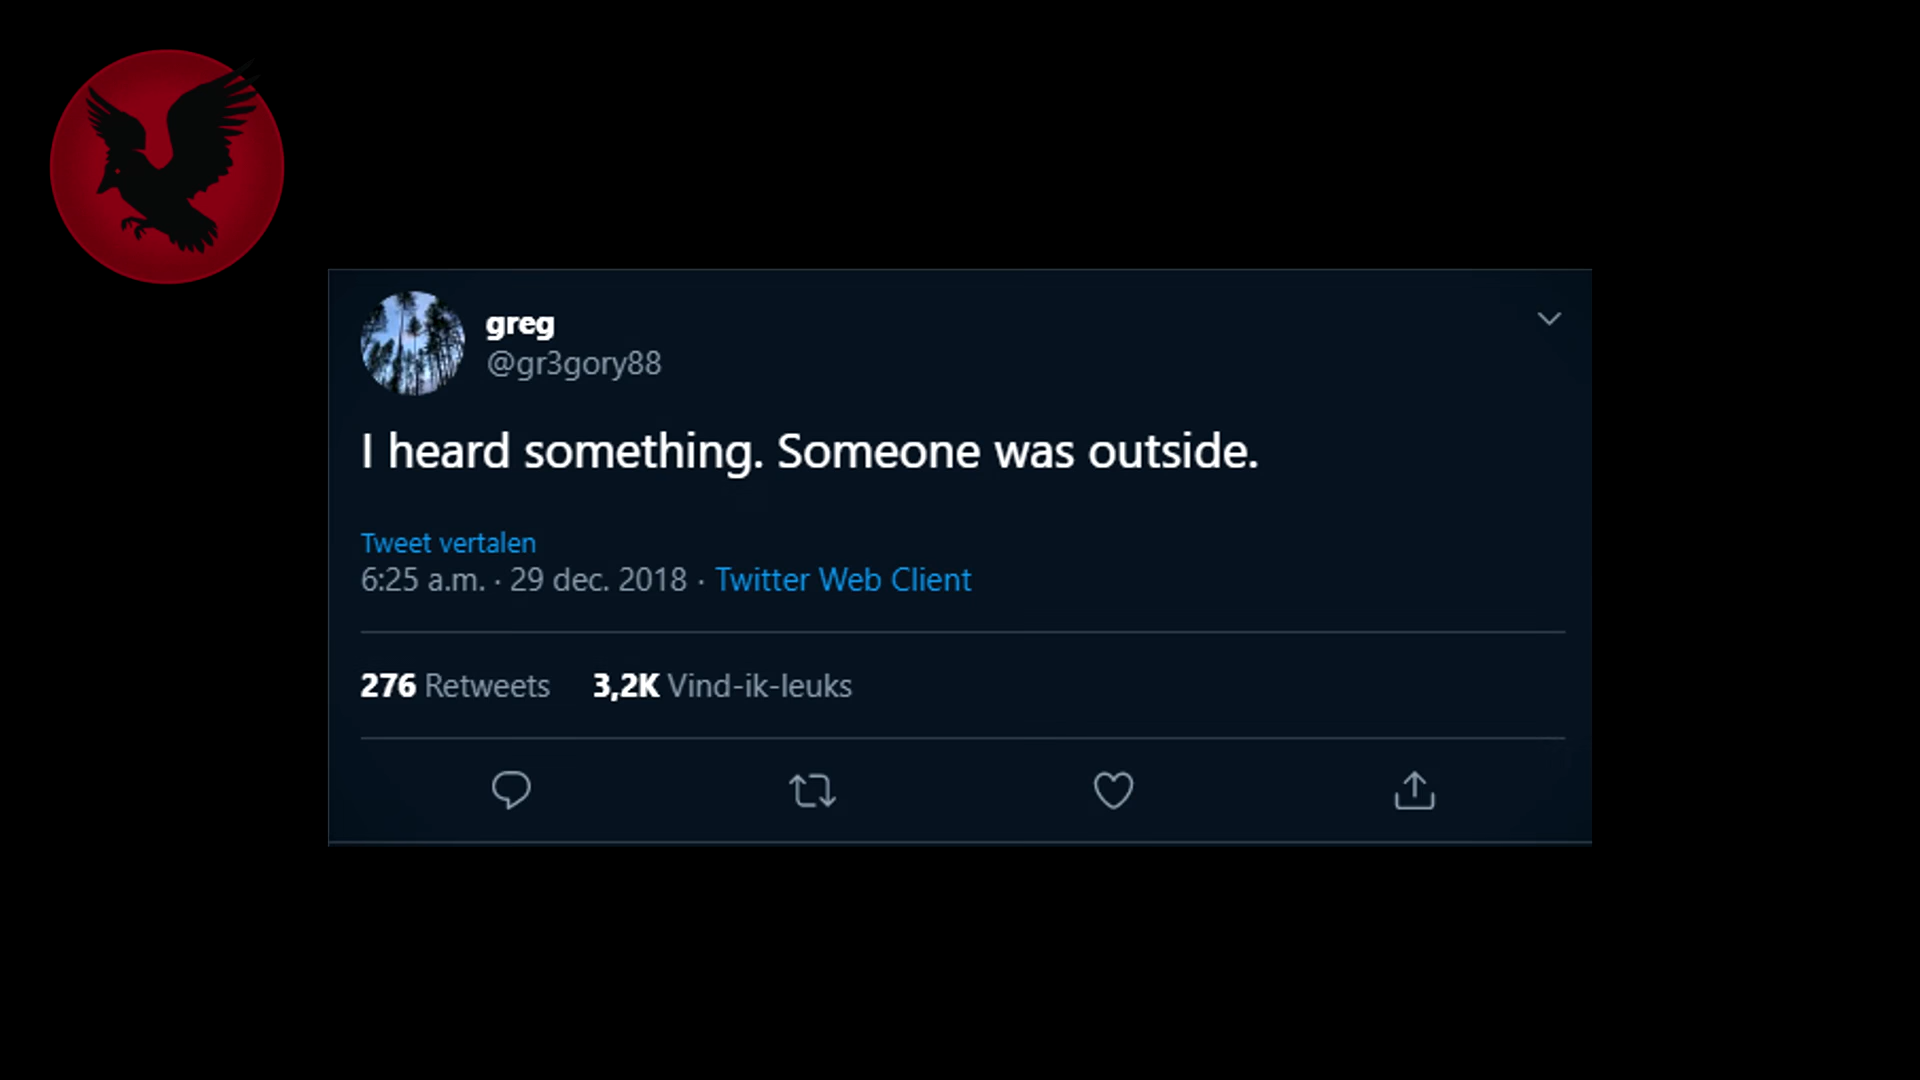 greg
@gr3gory88
I heard something. Someone was outside.
Tweet vertalen
6:25 a.m. · 29 dec. 2018 · Twitter Web Client
276 Retweets 3,2K Vind-ik-leuks